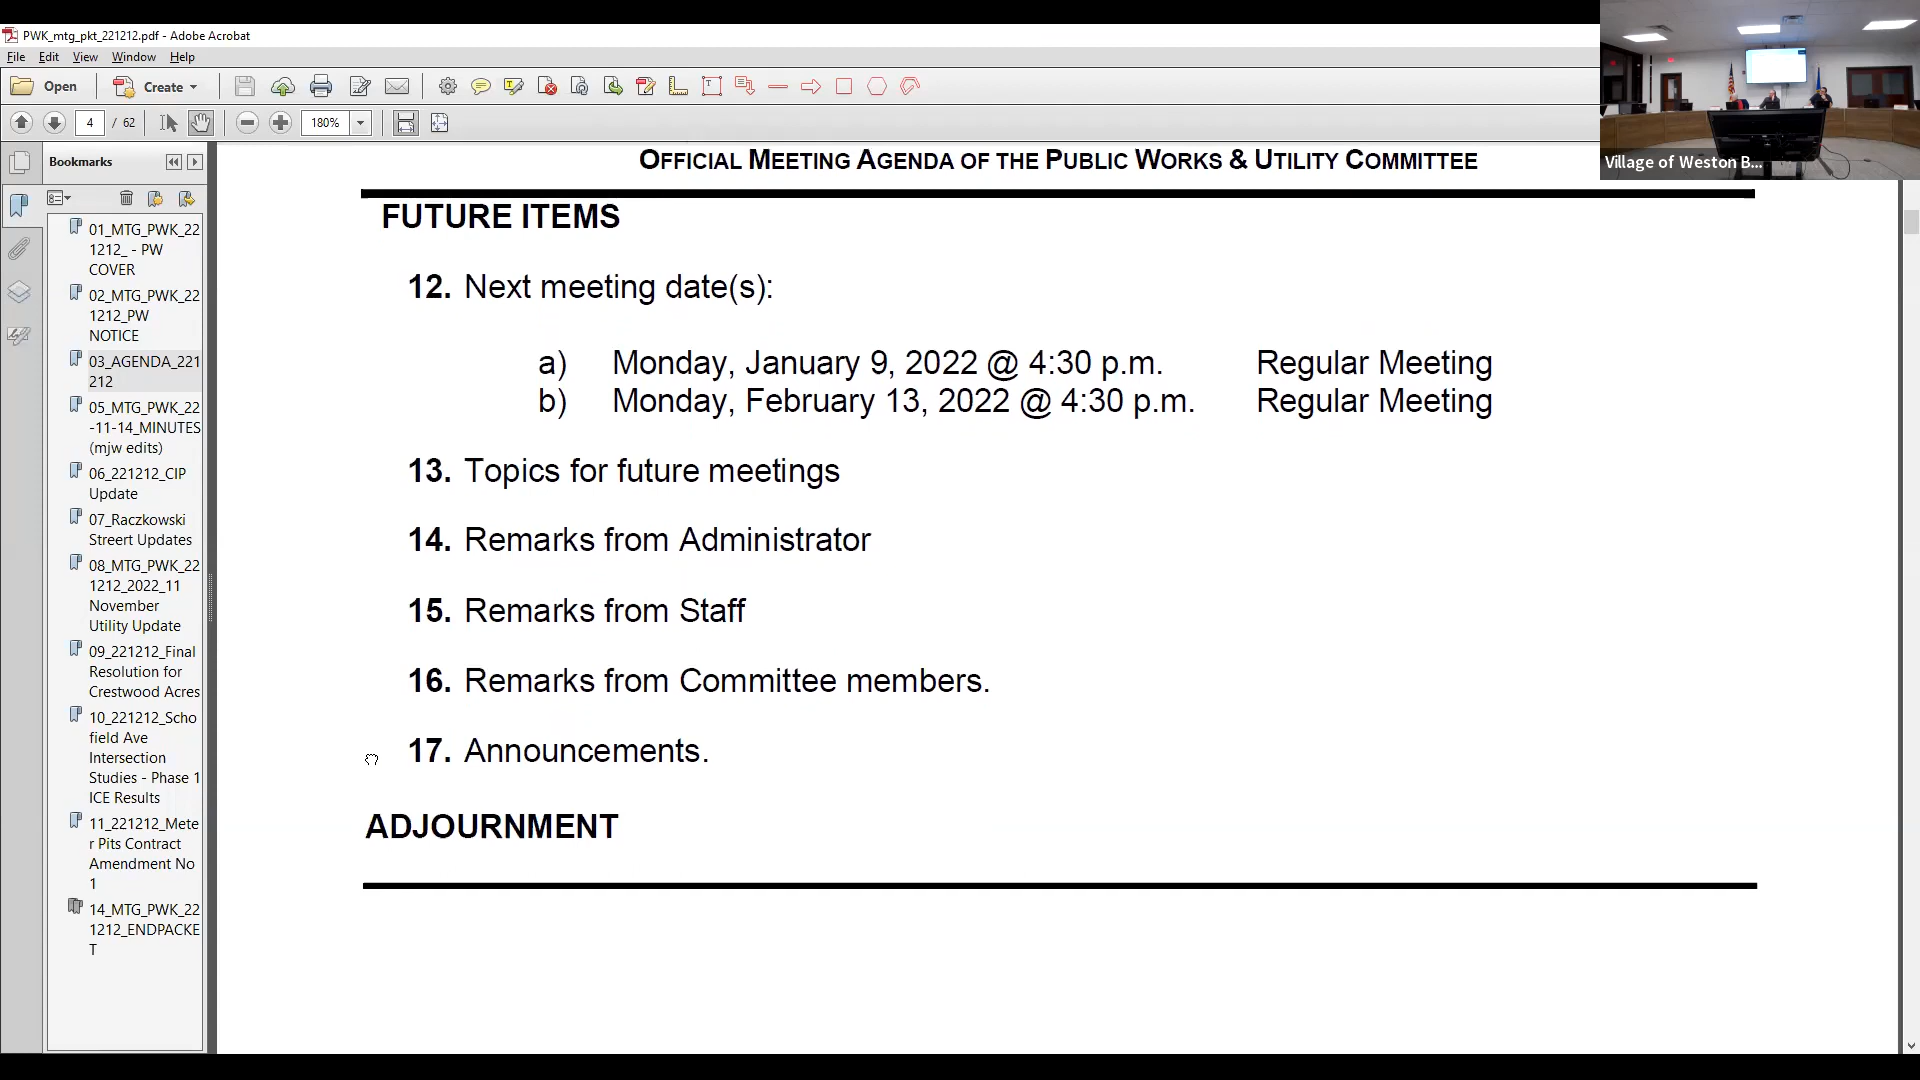 PWK_mtg_pkt_221212.pdf - Adobe Acrobat
File Edit View Window Help
Open Create
4 / 62 180%
Village of Weston B...
Bookmarks
01_MTG_PWK_22
1212_ - PW
COVER
02_MTG_PWK_22
1212_PW
NOTICE
03_AGENDA_221
212
05_MTG_PWK_22
-11-14_MINUTES
(mjw edits)
06_221212_CIP
Update
07_Raczkowski
Streert Updates
08_MTG_PWK_22
1212_2022_11
November
Utility Update
09_221212_Final
Resolution for
Crestwood Acres
10_221212_Scho
field Ave
Intersection
Studies - Phase 1
ICE Results
11_221212_Mete
r Pits Contract
Amendment No
1
14_MTG_PWK_22
1212_ENDPACKE
T
OFFICIAL MEETING AGENDA OF THE PUBLIC WORKS & UTILITY COMMITTEE
FUTURE ITEMS
12. Next meeting date(s):
a) Monday, January 9, 2022 @ 4:30 p.m. Regular Meeting
b) Monday, February 13, 2022 @ 4:30 p.m. Regular Meeting
13. Topics for future meetings
14. Remarks from Administrator
15. Remarks from Staff
16. Remarks from Committee members.
17. Announcements.
ADJOURNMENT